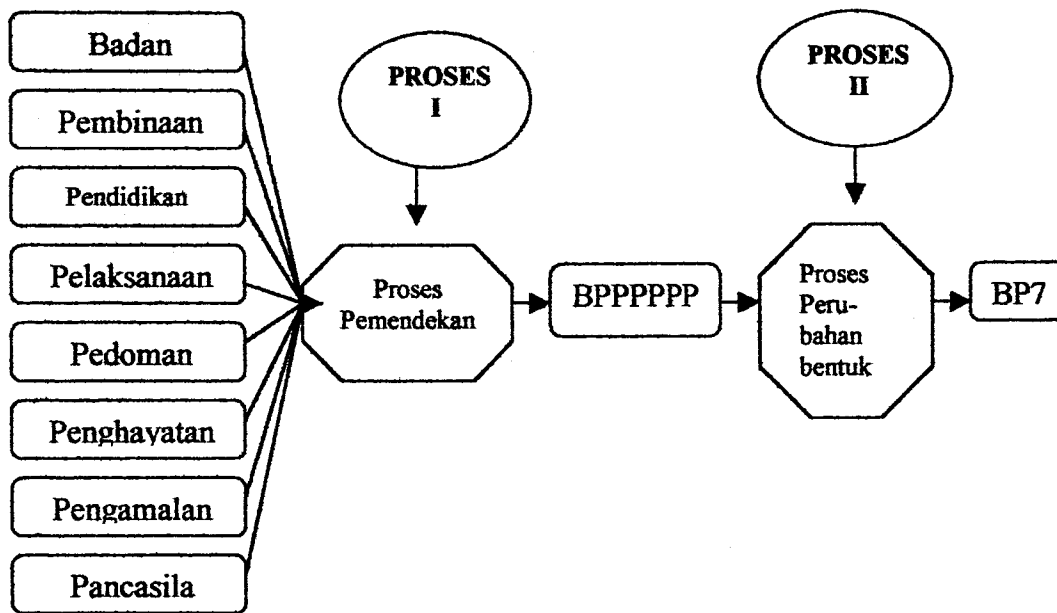 Badan
Pembinaan
Pendidikan
Pelaksanaan
Pedoman
Penghayatan
Pengamalan
Pancasila
PROSES
I
Proses
Pemendekan
BPPPPPP
PROSES
II
Proses
Peru-
bahan
bentuk
BP7